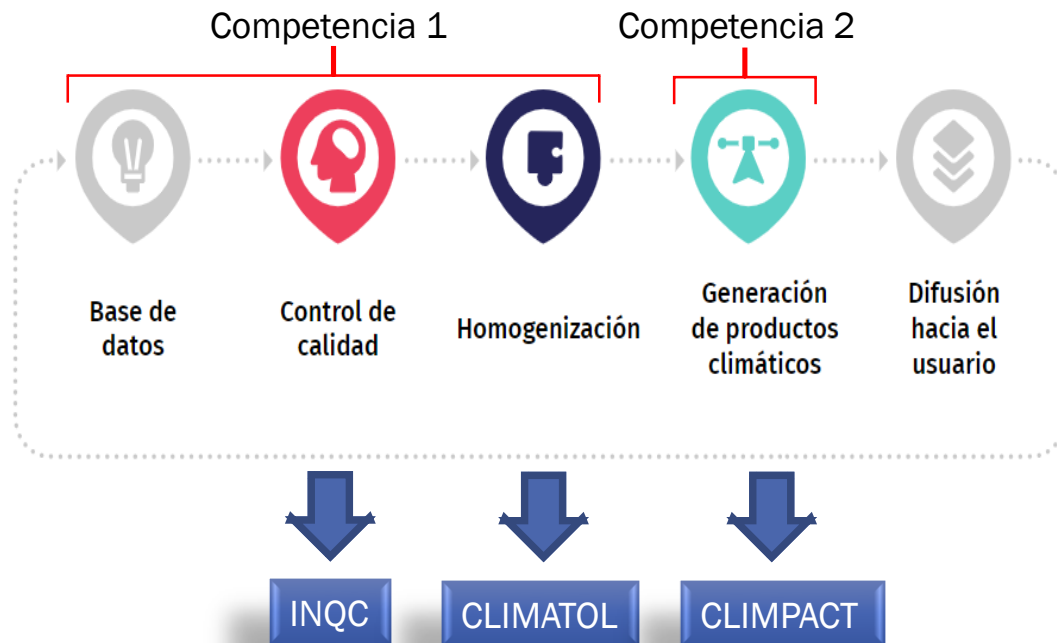 Competencia 1
Competencia 2
Base de
datos
Control de
calidad
Homogenización
Generación
de productos
climáticos
Difusión
hacia el
usuario
INQC
CLIMATOL
CLIMPACT